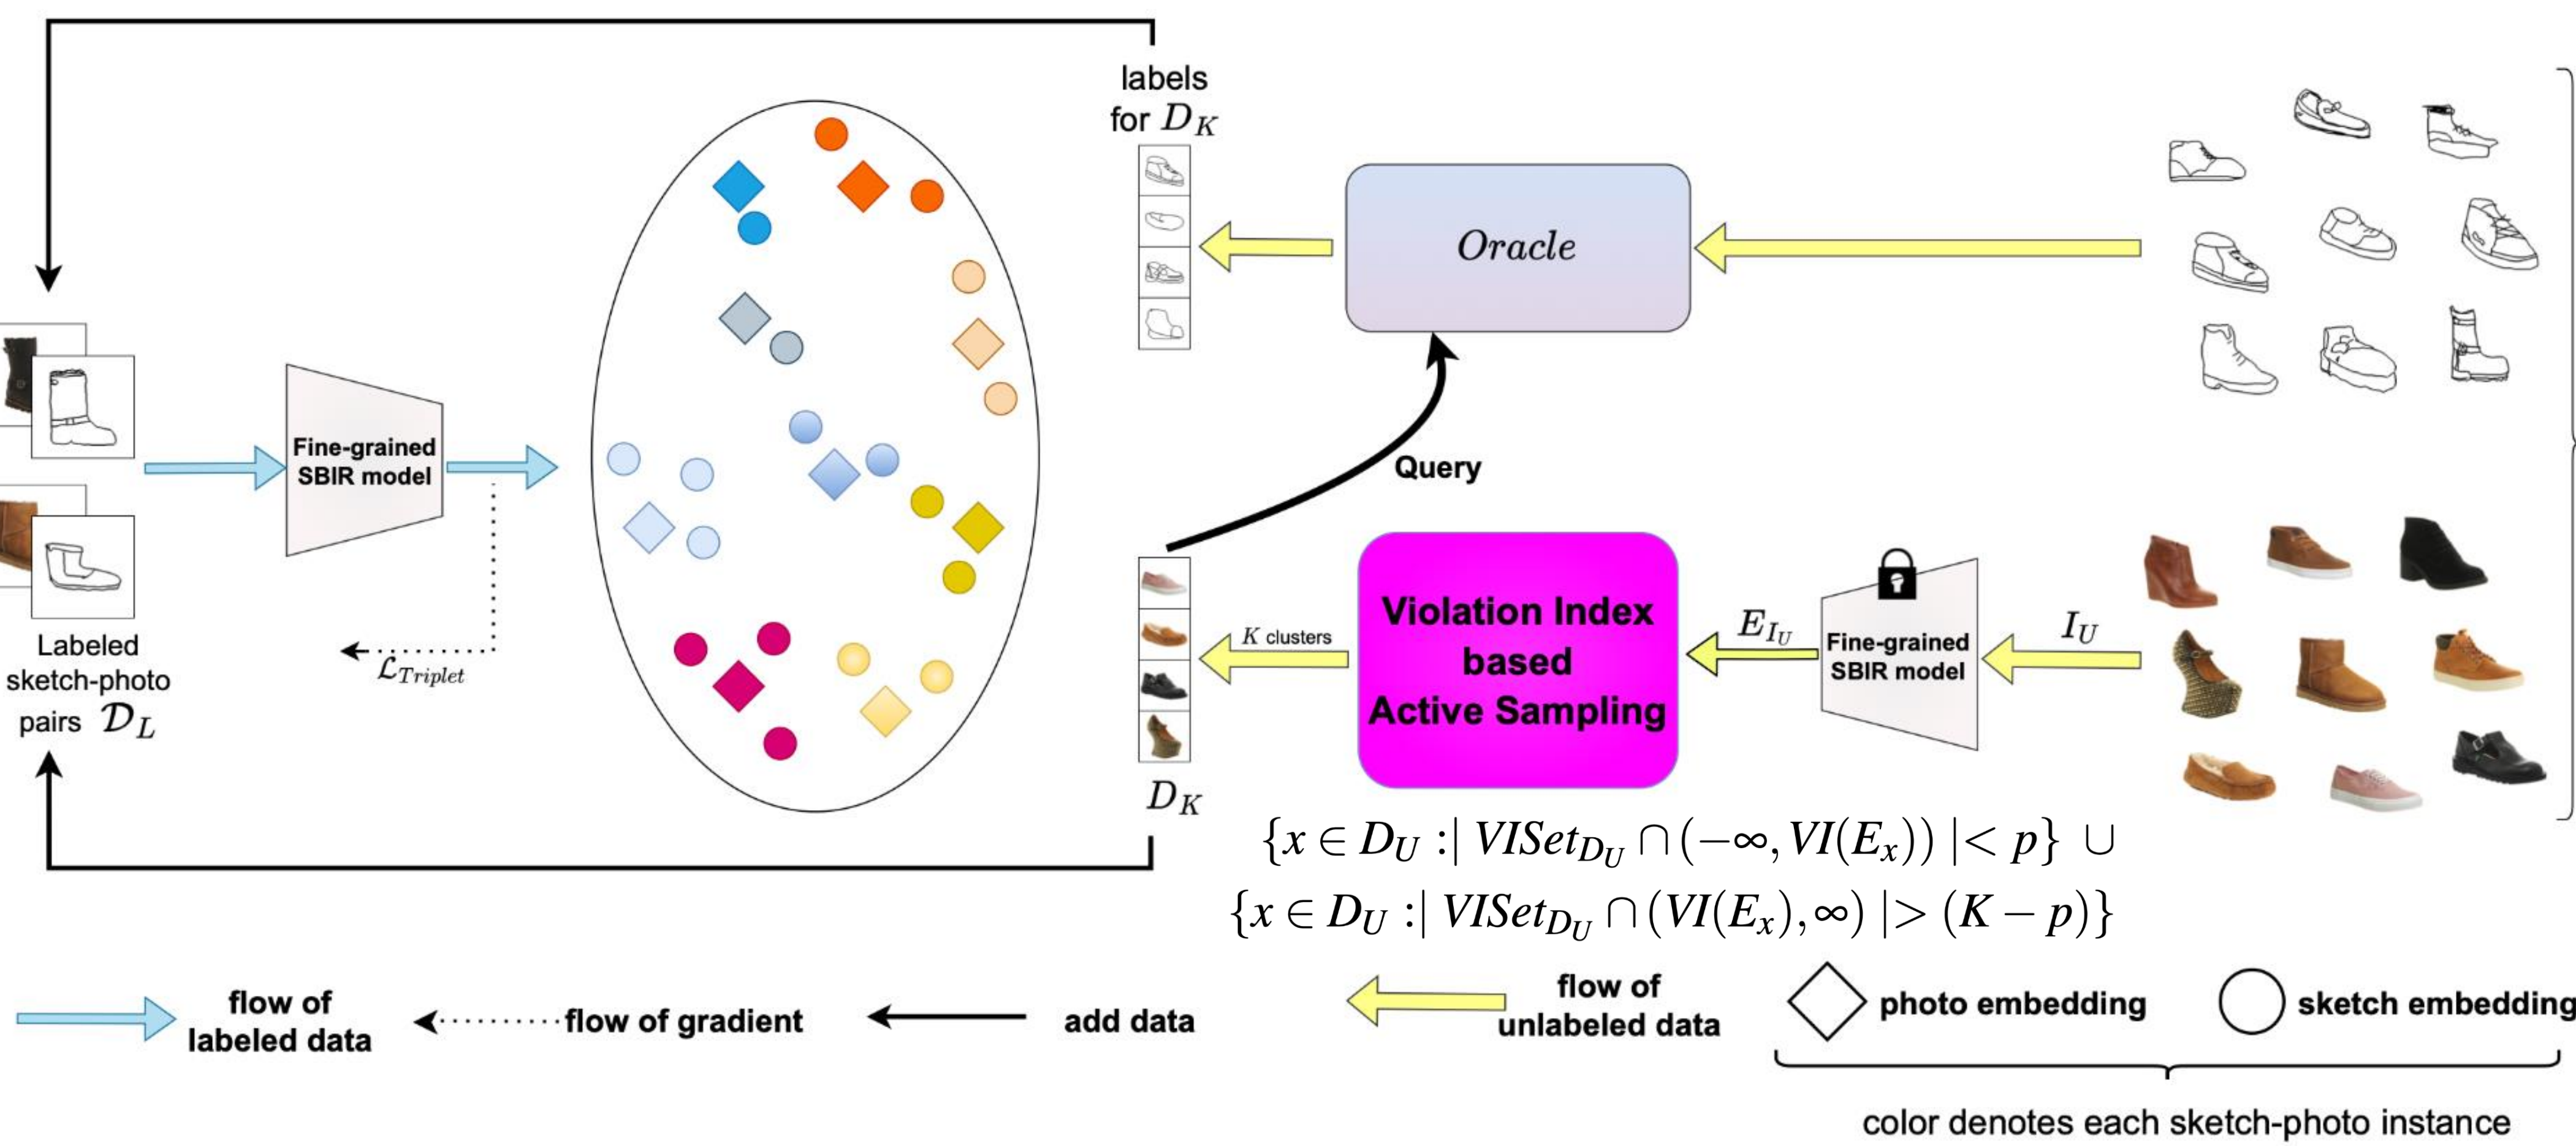 labels
for D_K
Oracle
Query
Fine-grained
SBIR model
L_Triplet
Labeled
sketch-photo
pairs D_L
K clusters
D_K
Violation Index
based
Active Sampling
E_{I_U}
Fine-grained
SBIR model
I_U
{x ∈ D_U :| VISet_{D_U} ∩ (−∞, VI(E_x)) |< p} ∪
{x ∈ D_U :| VISet_{D_U} ∩ (VI(E_x), ∞) |> (K − p)}
flow of
labeled data
flow of gradient
add data
flow of
unlabeled data
photo embedding
sketch embedding
color denotes each sketch-photo instance